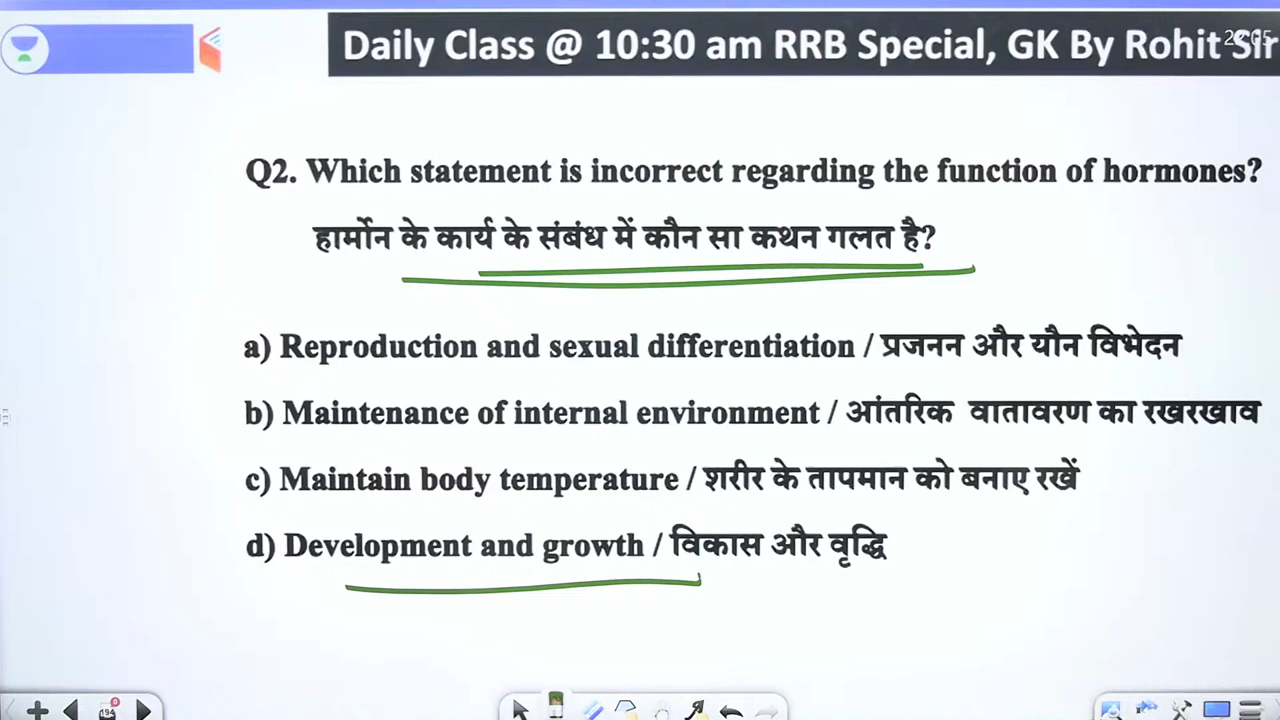 Daily Class @ 10:30 am RRB Special, GK By Rohit Sir
Q2. Which statement is incorrect regarding the function of hormones?
हार्मोन के कार्य के संबंध में कौन सा कथन गलत है?
a) Reproduction and sexual differentiation / प्रजनन और यौन विभेदन
b) Maintenance of internal environment / आंतरिक वातावरण का रखरखाव
c) Maintain body temperature / शरीर के तापमान को बनाए रखें
d) Development and growth / विकास और वृद्धि
194